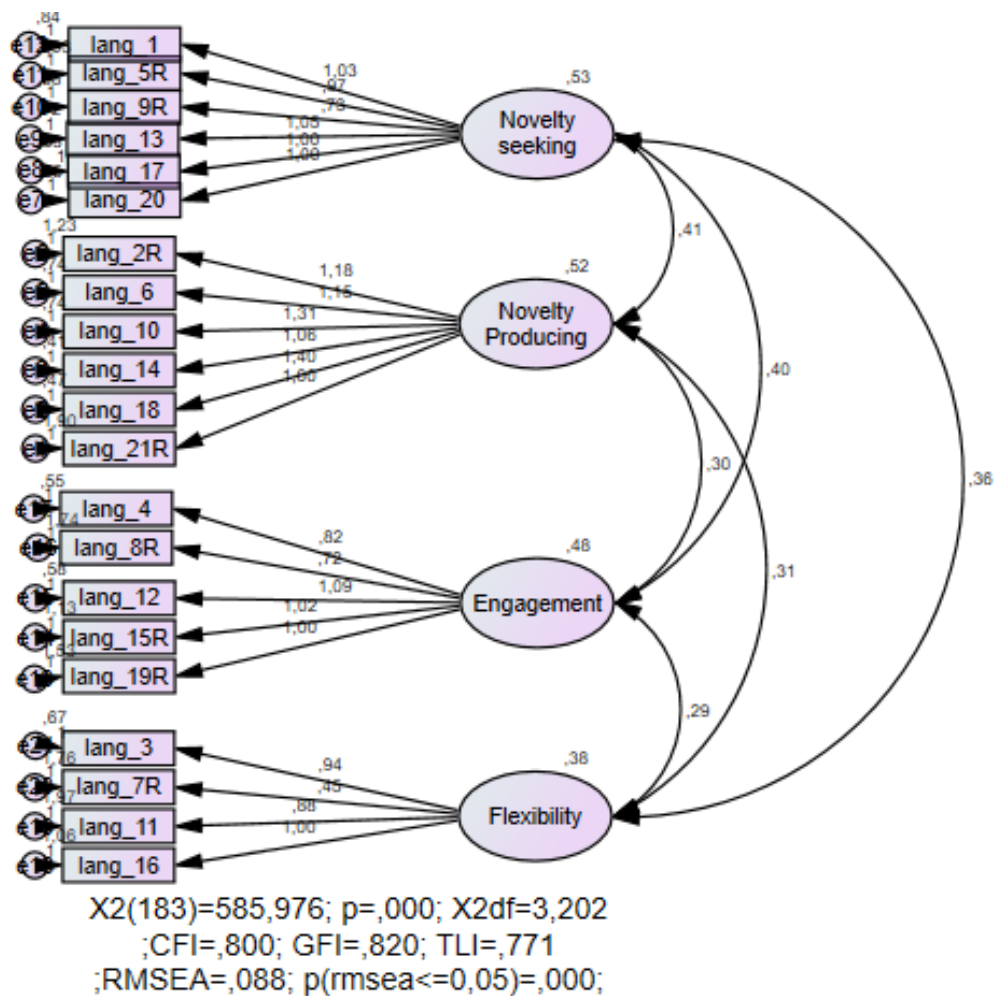 ,84
lang_1
lang_5R
lang_9R
lang_13
lang_17
lang_20
1,03
,97
,78
1,00
1,00
,53
Novelty
seeking
1,23
lang_2R
lang_6
lang_10
lang_14
lang_18
lang_21R
1,18
1,15
1,31
1,06
1,40
1,00
,52
Novelty
Producing
,41
,40
,36
,55
lang_4
lang_8R
lang_12
lang_15R
lang_19R
,82
,72
1,09
1,02
1,00
,48
Engagement
,30
,31
,67
lang_3
lang_7R
lang_11
lang_16
,94
,45
,88
1,00
,38
Flexibility
,29
X2(183)=585,976; p=,000; X2df=3,202
;CFI=,800; GFI=,820; TLI=,771
;RMSEA=,088; p(rmsea<=0,05)=,000;